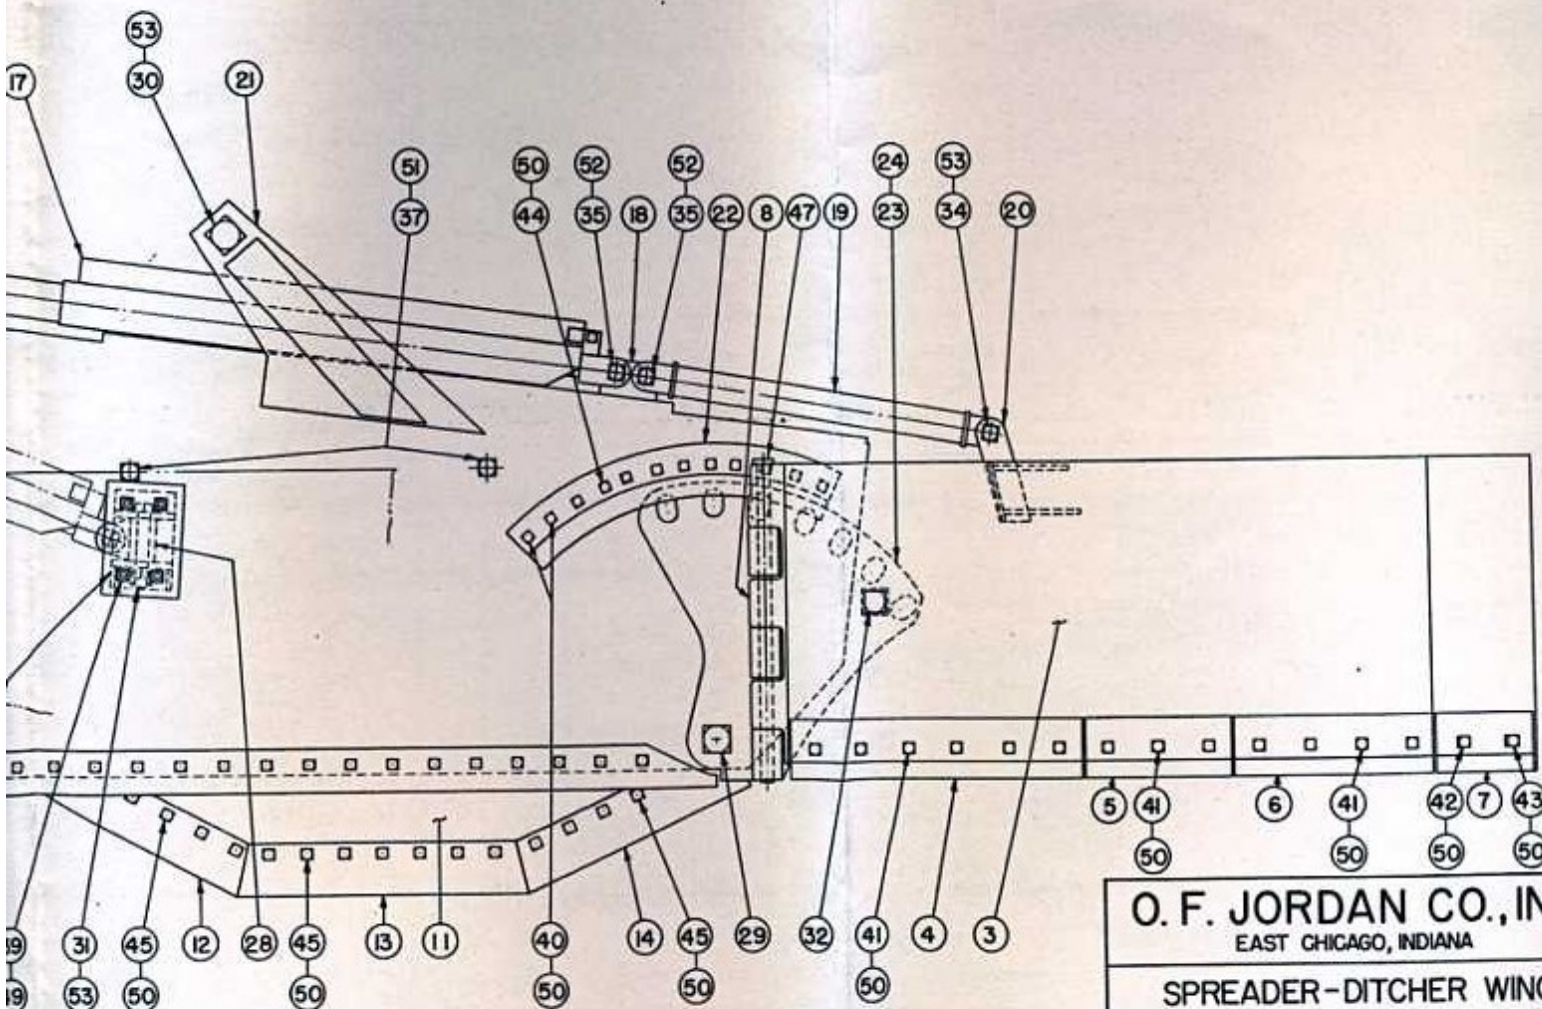 53
17 30 21
51 50 52 52 24 53
37 44 35 18 35 22 8 47 19 23 34 20
5 41 6 41 42 7 43
50 50 50 50
31 45 12 28 45 13 11 40 14 45 29 32 41 4 3
53 50 50 50 50 50
O. F. JORDAN CO., IN
EAST CHICAGO, INDIANA
SPREADER-DITCHER WING